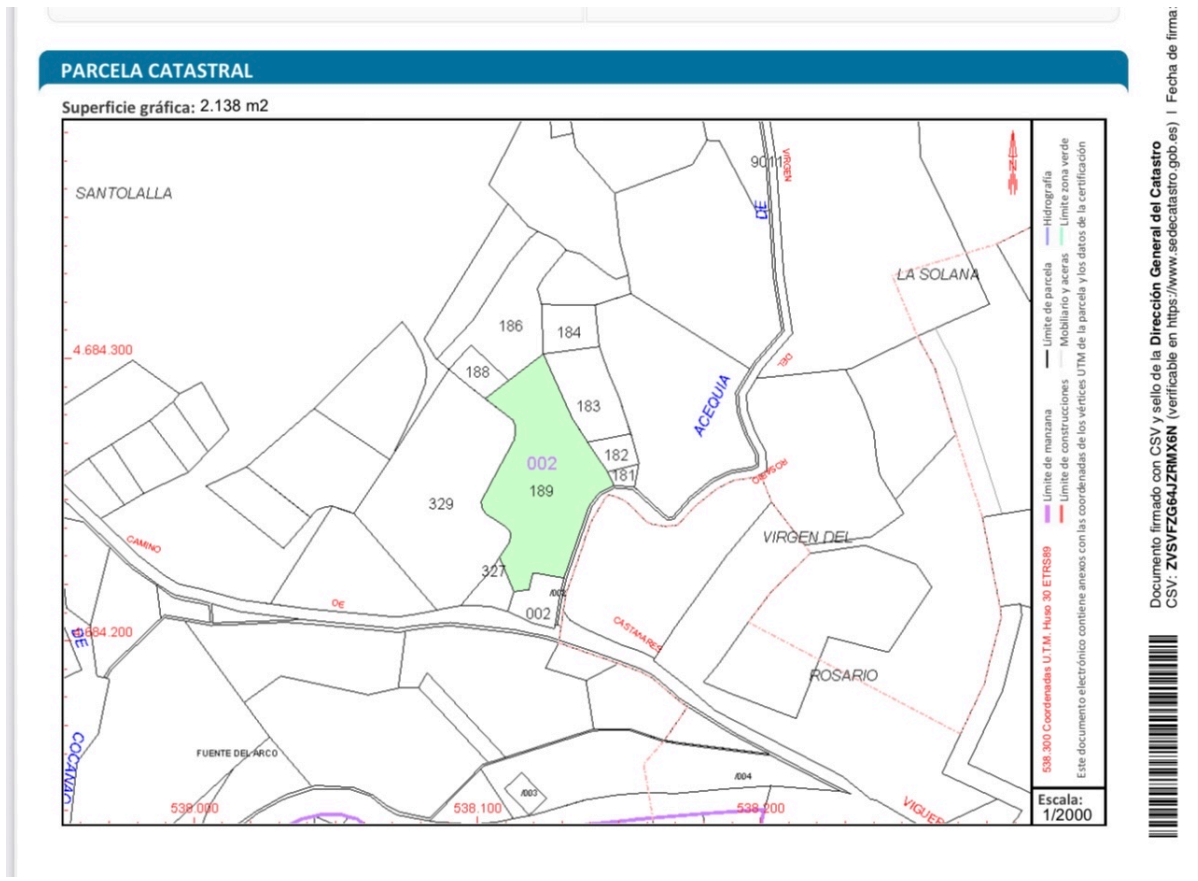 PARCELA CATASTRAL
Superficie gráfica: 2.138 m2
SANTOLALLA
9011
VIRGEN
DE
LA SOLANA
186
184
4.684.300
188
DEL
183
ACEQUIA
002
182
181
ROSARIO
189
329
VIRGEN DEL
CAMINO
327
/002
DE
002
CASTAÑARES
4.684.200
DE
ROSARIO
FUENTE DEL ARCO
COCANAO
/004
/003
538.000
538.100
538.200
VIGUER
Hidrografía
Límite zona verde
Límite de parcela
Mobiliario y aceras
Límite de manzana
Límite de construcciones
538.300 Coordenadas U.T.M. Huso 30 ETRS89
Este documento electrónico contiene anexos con las coordenadas de los vértices UTM de la parcela y los datos de la certificación
Escala:
1/2000
Documento firmado con CSV y sello de la Dirección General del Catastro
CSV: ZVSVFZG64JZRMX6N (verificable en https://www.sedecatastro.gob.es) | Fecha de firma: